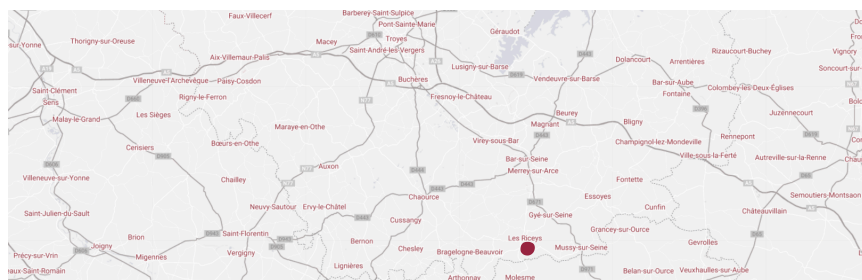 Faux-Villecerf
Barberey-Saint-Sulpice
Pont-Sainte-Marie
Géraudot
Thorigny-sur-Oreuse
Macey
Troyes
Saint-André-les-Vergers
Dolancourt
Arrentières
Rizaucourt-Buchey
Vignory
Aix-Villemaur-Pâlis
Lusigny-sur-Barse
Soncourt-sur
Villeneuve-l'Archevêque
Paisy-Cosdon
Buchères
Vendeuvre-sur-Barse
Bar-sur-Aube
Colombey-les-Deux-Églises
Saint-Clément
Fontaine
Sens
Rigny-le-Ferron
Fresnoy-le-Château
Malay-le-Grand
Les Sièges
Beurey
Juzennecourt
Maraye-en-Othe
Magnant
Bligny
Rennepont
Cerisiers
Bœurs-en-Othe
Virey-sous-Bar
Champignol-lez-Mondeville
Ville-sous-la-Ferté
Autreville-sur-la-Renne
Villeneuve-sur-Yonne
Chailley
Auxon
Bar-sur-Seine
Merrey-sur-Arce
Fontette
Semoutiers-Montsaon
Chaource
Essoyes
Saint-Julien-du-Sault
Neuvy-Sautour
Ervy-le-Châtel
Cussangy
Gyé-sur-Seine
Cunfin
Châteauvillain
Brion
Saint-Florentin
Grancey-sur-Ource
Joigny
Bernon
Chesley
Les Riceys
Mussy-sur-Seine
Gevrolles
Précy-sur-Vrin
Migennes
Vergigny
Bragelogne-Beauvoir
Lignières
Arthonnay
Molesme
Belan-sur-Ource
Veuxhaulles-sur-Aube
eaux-Saint-Romain